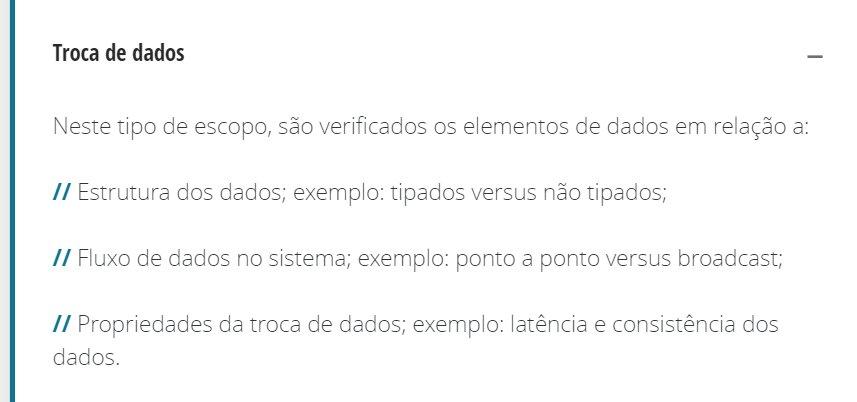 Troca de dados
Neste tipo de escopo, são verificados os elementos de dados em relação a:
// Estrutura dos dados; exemplo: tipados versus não tipados;
// Fluxo de dados no sistema; exemplo: ponto a ponto versus broadcast;
// Propriedades da troca de dados; exemplo: latência e consistência dos
dados.